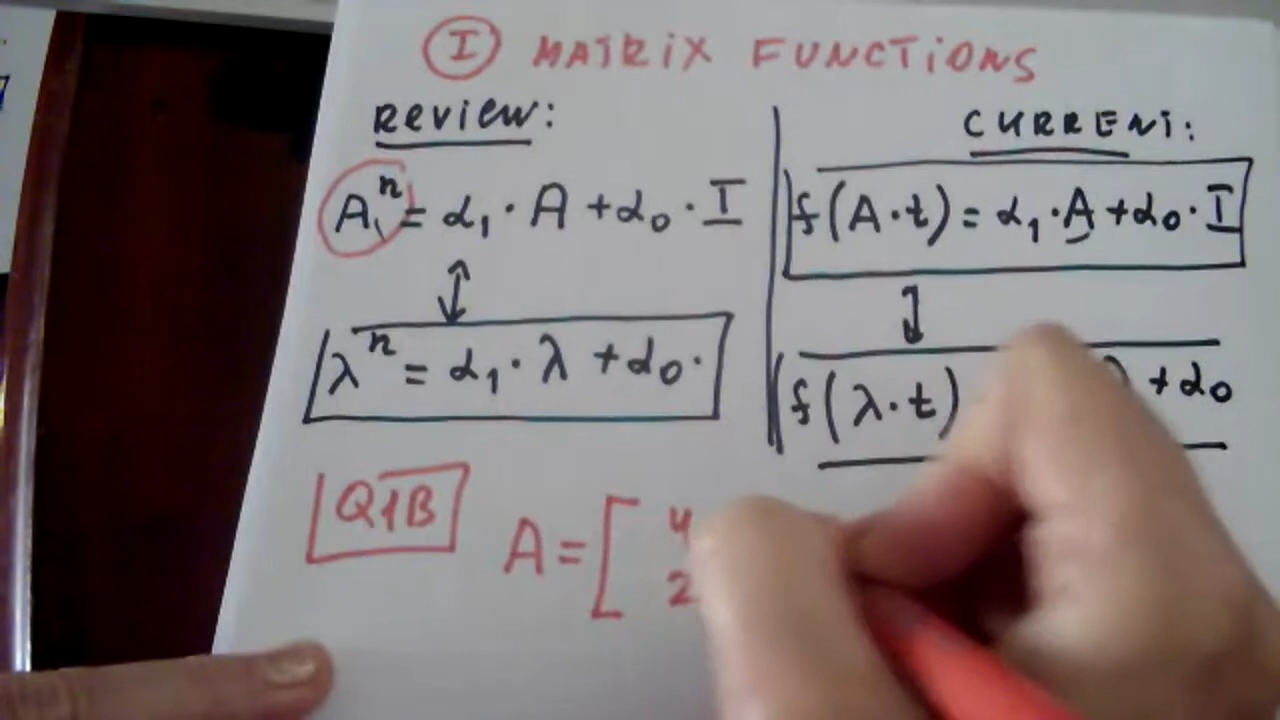 I MATRIX FUNCTIONS
REVIEW:
Aⁿ = α₁ · A + α₀ · I
λⁿ = α₁ · λ + α₀ ·
CURRENT:
f(A·t) = α₁ · A + α₀ · I
f(λ·t) + α₀
Q1B
A = [ 4
2